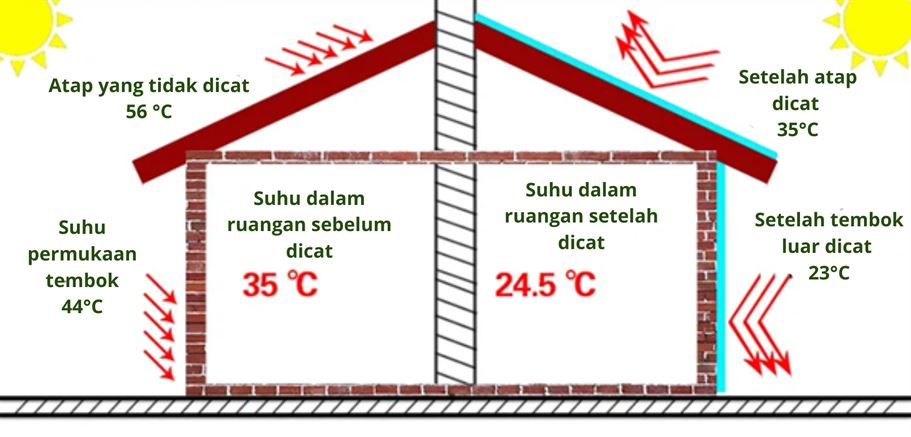 Atap yang tidak dicat
56 °C
Setelah atap
dicat
35°C
Suhu dalam
ruangan sebelum
dicat
35 ℃
Suhu dalam
ruangan setelah
dicat
24.5 ℃
Suhu
permukaan
tembok
44°C
Setelah tembok
luar dicat
23°C